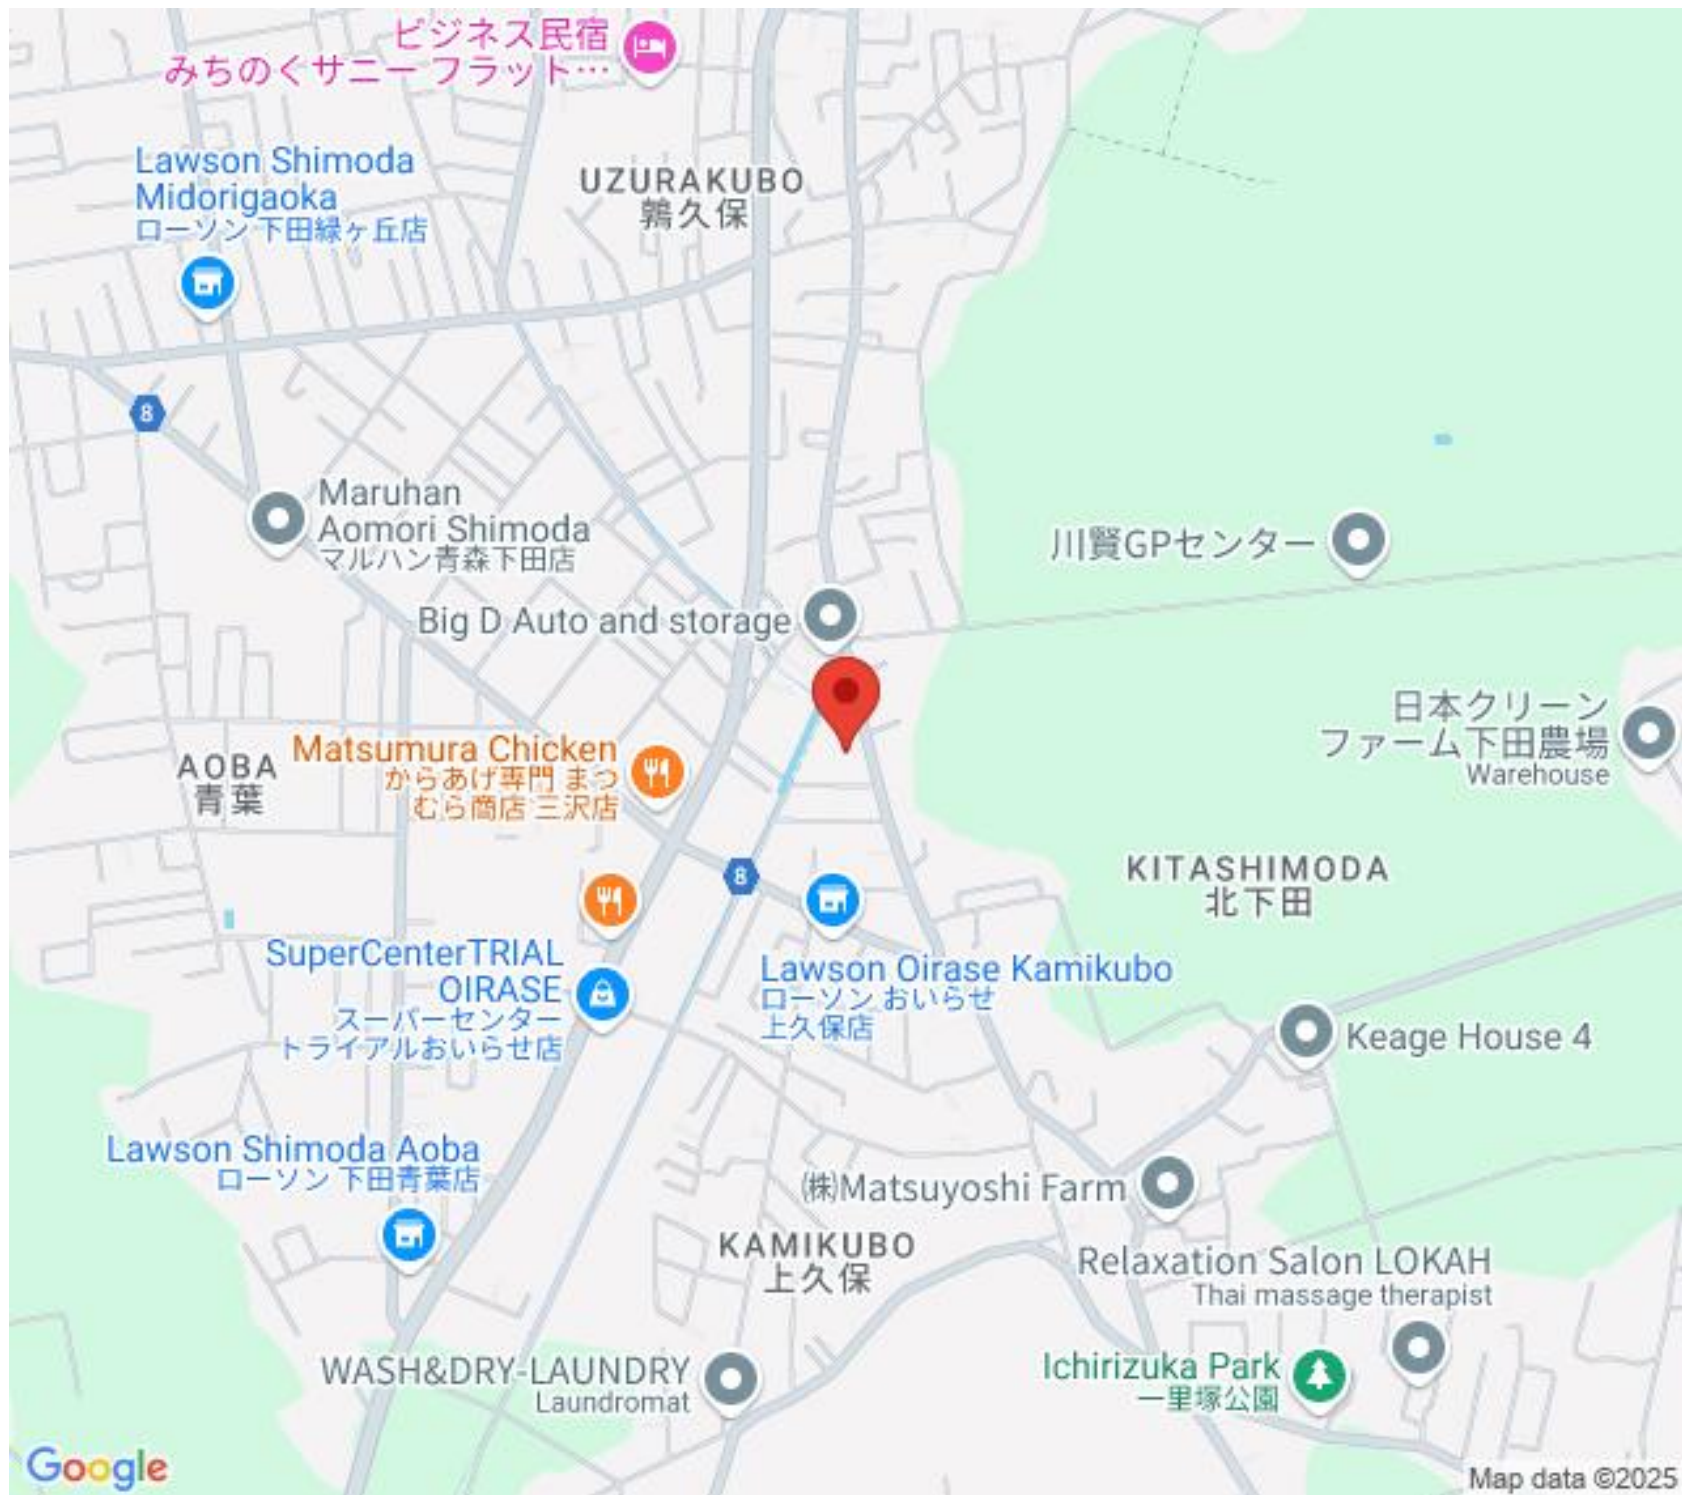 ビジネス民宿
みちのくサニー フラット…
Lawson Shimoda
Midorigaoka
ローソン 下田緑ヶ丘店
UZURAKUBO
鶉久保
8
Maruhan
Aomori Shimoda
マルハン青森下田店
川賢GPセンター
Big D Auto and storage
日本クリーン
ファーム下田農場
Warehouse
AOBA
青葉
Matsumura Chicken
からあげ専門 まつ
むら商店 三沢店
8
KITASHIMODA
北下田
SuperCenterTRIAL
OIRASE
スーパーセンター
トライアルおいらせ店
Lawson Oirase Kamikubo
ローソン おいらせ
上久保店
Keage House 4
Lawson Shimoda Aoba
ローソン 下田青葉店
㈱Matsuyoshi Farm
KAMIKUBO
上久保
Relaxation Salon LOKAH
Thai massage therapist
WASH&DRY-LAUNDRY
Laundromat
Ichirizuka Park
一里塚公園
Google
Map data ©2025